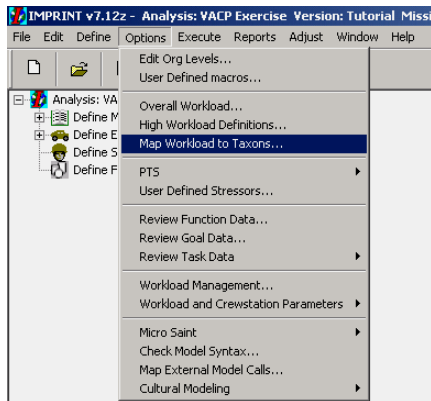 IMPRINT v7.12z - Analysis: VACP Exercise Version: Tutorial Missi
File Edit Define Options Execute Reports Adjust Window Help
Edit Org Levels...
User Defined macros...
Analysis: VA
Overall Workload...
Define M
High Workload Definitions...
Define E
Map Workload to Taxons...
Define S
Define F
PTS
User Defined Stressors...
Review Function Data...
Review Goal Data...
Review Task Data
Workload Management...
Workload and Crewstation Parameters
Micro Saint
Check Model Syntax...
Map External Model Calls...
Cultural Modeling